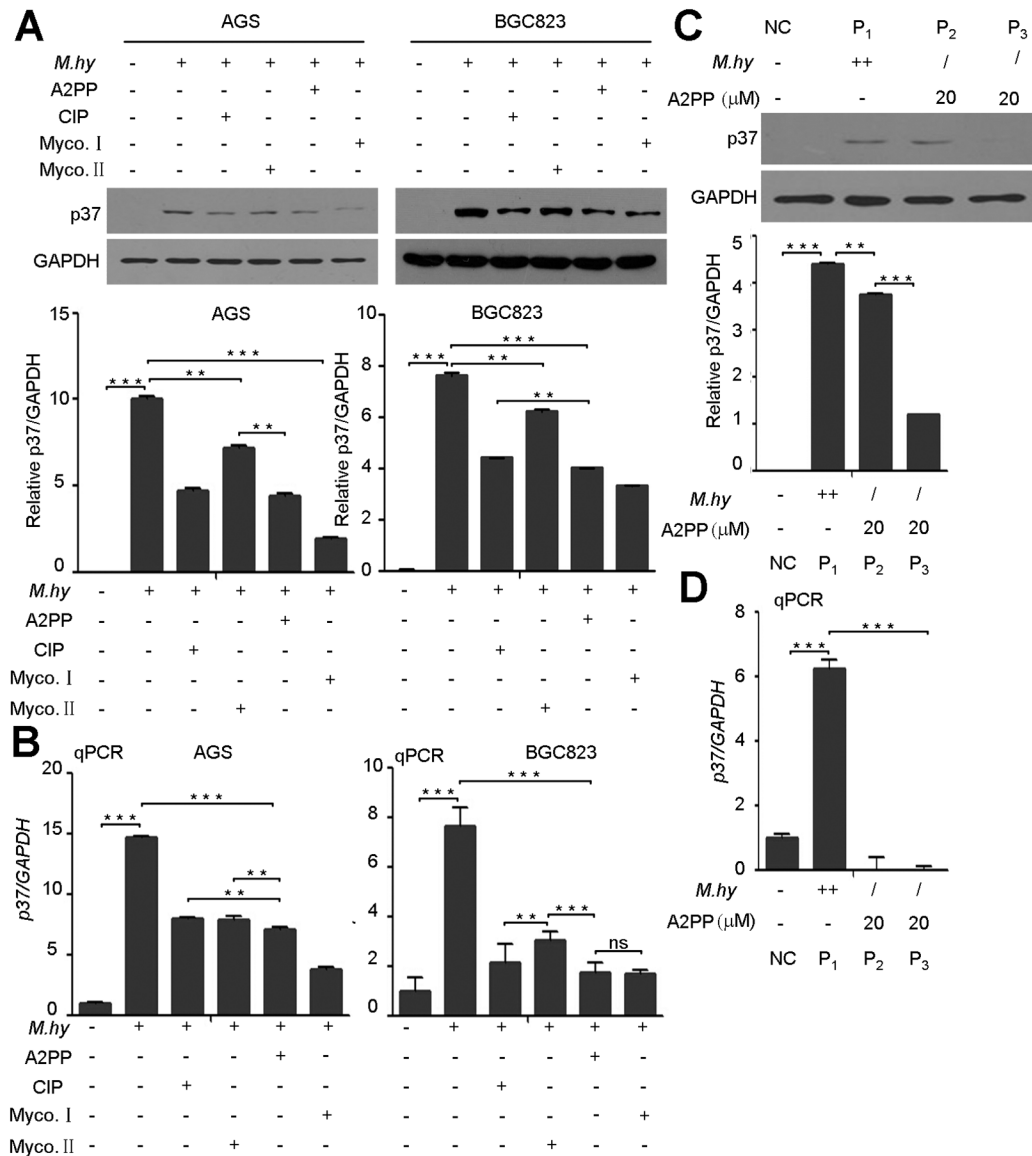 A
AGS
BGC823
M.hy - + + + + + - + + + + +
A2PP - - - - + - - - - - + -
CIP - - + - - - - - + - - -
Myco. I - - - - - + - - - - - +
Myco. II - - - + - - - - - + - -
p37
GAPDH
AGS
Relative p37/GAPDH
15
10
5
0
*** ** *** **
M.hy - + + + + +
A2PP - - - - + -
CIP - - + - - -
Myco. I - - - - - +
Myco. II - - - + - -
BGC823
Relative p37/GAPDH
10
8
6
4
2
0
*** ** *** **
- + + + + +
- - - - + -
- - + - - -
- - - - - +
- - - + - -
B
qPCR AGS
p37/GAPDH
20
15
10
5
0
*** *** ** **
M.hy - + + + + +
A2PP - - - - + -
CIP - - + - - -
Myco. I - - - - - +
Myco. II - - - + - -
qPCR BGC823
10
8
6
4
2
0
*** *** ** *** ns
- + + + + +
- - - - + -
- - + - - -
- - - - - +
- - - + - -
C
NC P1 P2 P3
M.hy - ++ / /
A2PP (μM) - - 20 20
p37
GAPDH
Relative p37/GAPDH
5
4
3
2
1
0
*** ** ***
M.hy - ++ / /
A2PP (μM) - - 20 20
NC P1 P2 P3
D
qPCR
p37/GAPDH
8
6
4
2
0
*** ***
M.hy - ++ / /
A2PP (μM) - - 20 20
NC P1 P2 P3